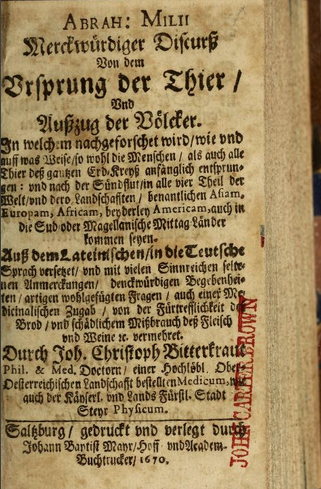 ABRAH: MILII
Merckwürdiger Discurß
Von dem
Vrsprung der Thier /
Und
Außzug der Völcker.
In welchem nachgeforschet wird / wie vnd
auff was Weise / so wohl die Menschen / als auch alle
Thier deß gantzen Erd-Kreyß anfänglich entsprun-
gen: vnd nach der Sündflut / in alle vier Theil der
Welt / vnd dero Landschafften / benantlichen Asiam,
Europam, Africam, beyderley Americam, auch in
die Sud oder Magellanische Mittag Länder
kommen seyen.
Auß dem Lateinischen / in die Teutsche
Sprach versetzet / vnd mit vielen Sinnreichen selte-
nen Anmerckungen / denckwürdigen Begebenhei-
ten / artigen wohlgefügten Fragen / auch einer Me-
dicinalischen Zugab / von der Fürtrefflichkeit deß
Brod / vnd schädlichem Mißbrauch deß Fleisch
vnd Weine ꝛc. vermehret.
Durch Joh. Christoph Bitterkraut
Phil. & Med. Doctorn / einer Hochlöbl. Ober
Oesterreichischen Landschafft bestellten Medicum, wie
auch der Käyserl. und Lands Fürstl. Stadt
Steyr Physicum.
Saltzburg / gedruckt vnd verlegt durch
Johann Baptist Mayr / Hoff vnd Academ-
Buchtrucker / 1670.
JOHN CARTER BROWN